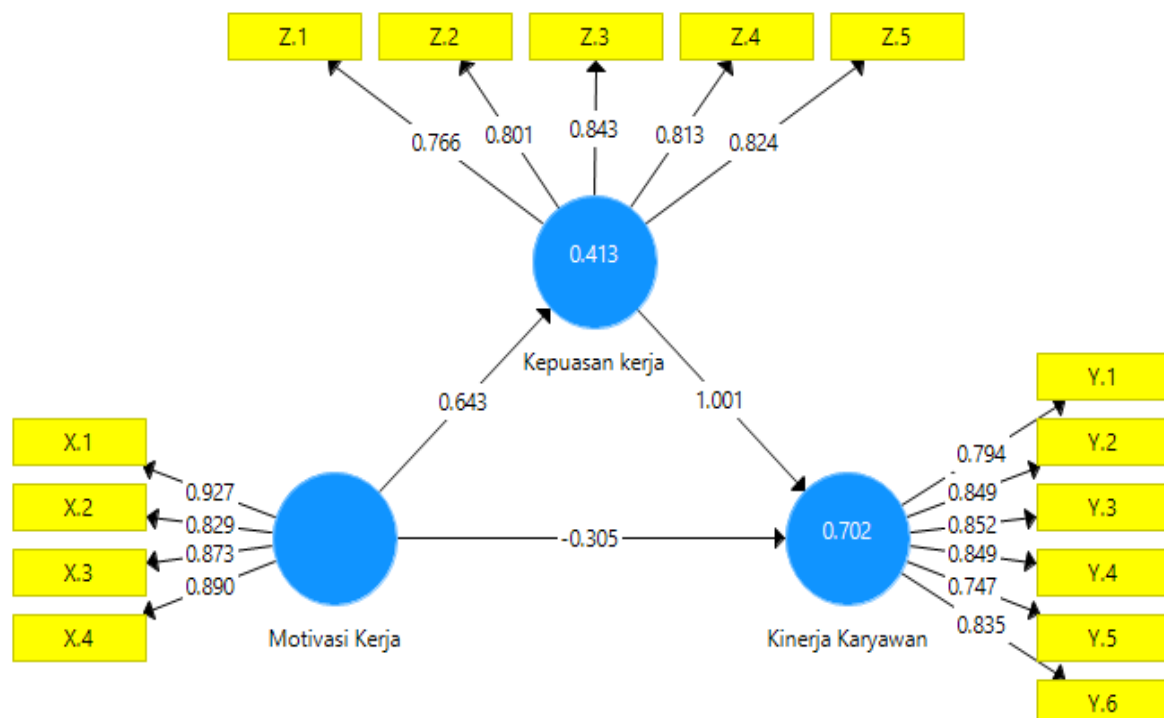 Z.1 Z.2 Z.3 Z.4 Z.5
0.766 0.801 0.843 0.813 0.824
0.413
Kepuasan kerja
0.643 1.001
X.1
X.2
X.3
X.4
0.927
0.829
0.873
0.890
Motivasi Kerja
-0.305
0.702
Kinerja Karyawan
0.794
0.849
0.852
0.849
0.747
0.835
Y.1
Y.2
Y.3
Y.4
Y.5
Y.6